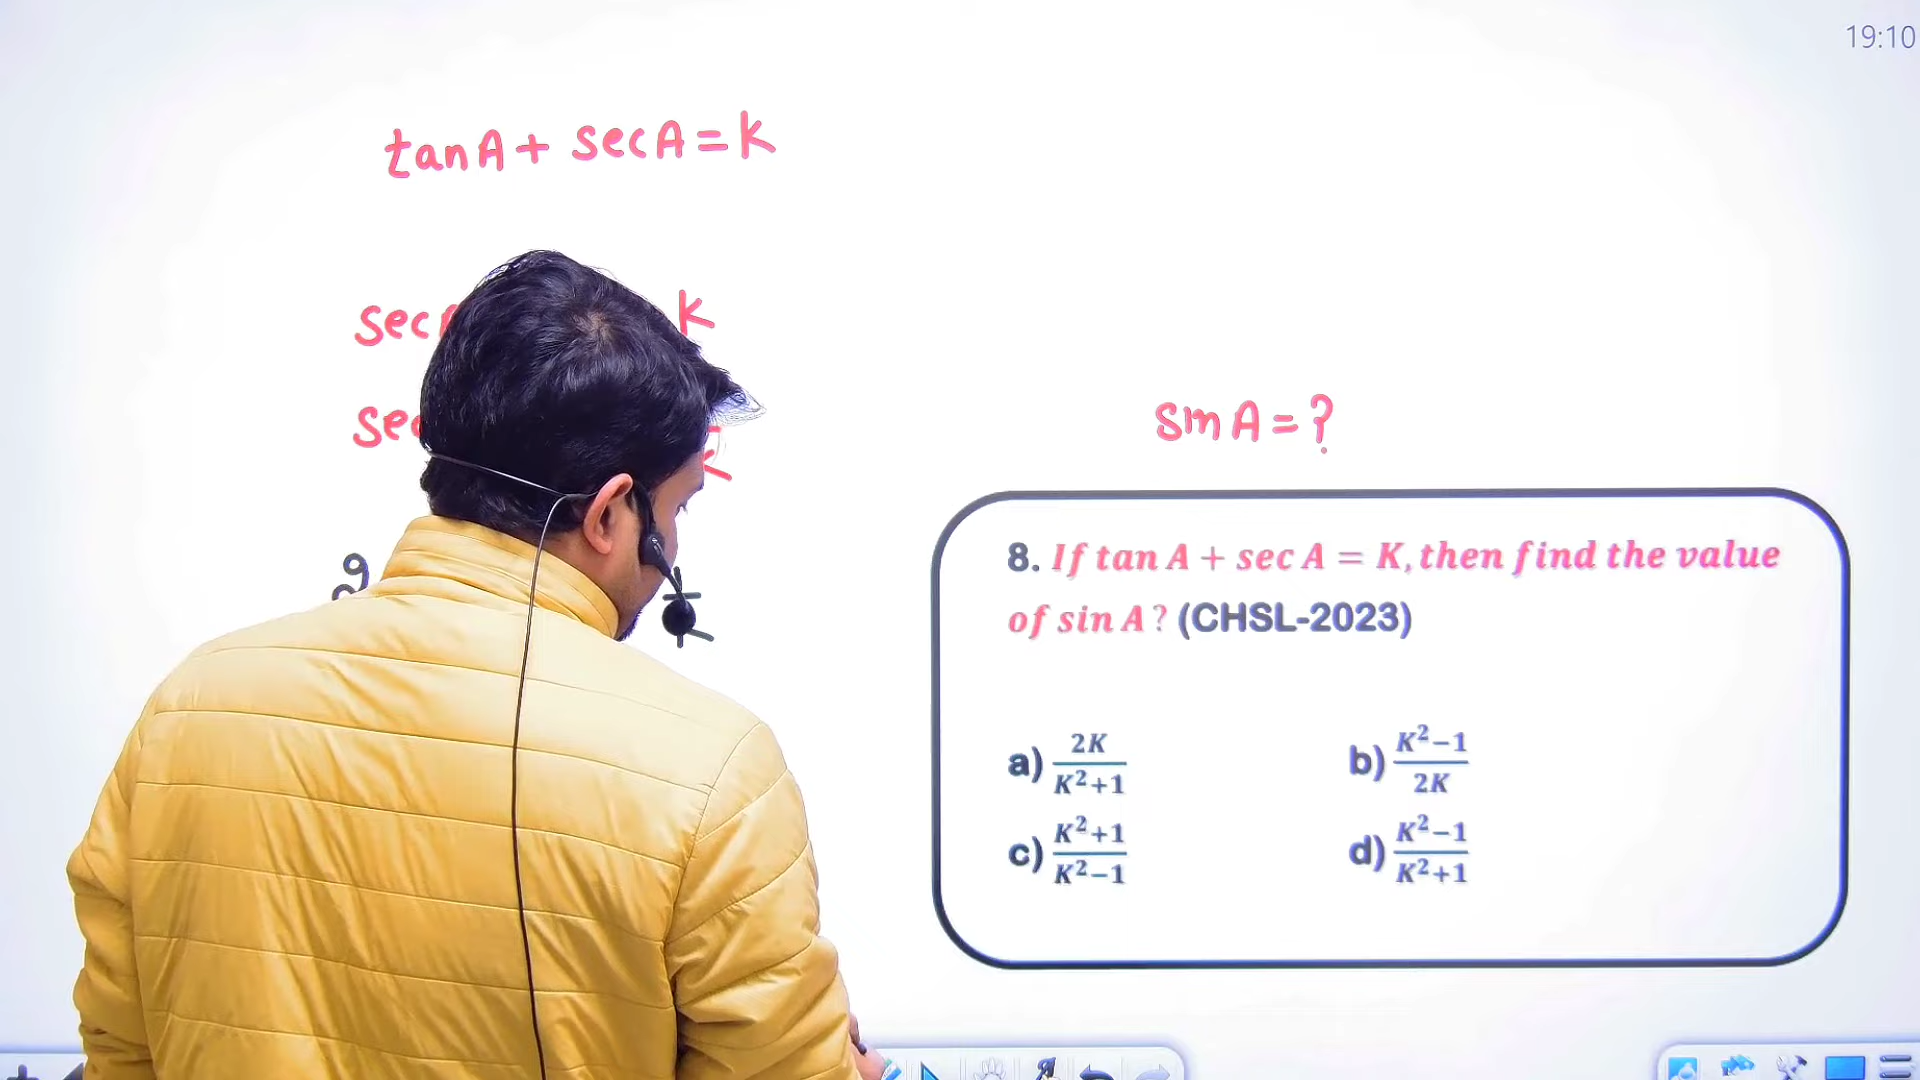 19:10
tanA + secA = K
K
sinA = ?
8. If tan A + sec A = K, then find the value
of sin A? (CHSL-2023)
a) 2K/K²+1
b) K²−1/2K
c) K²+1/K²−1
d) K²−1/K²+1